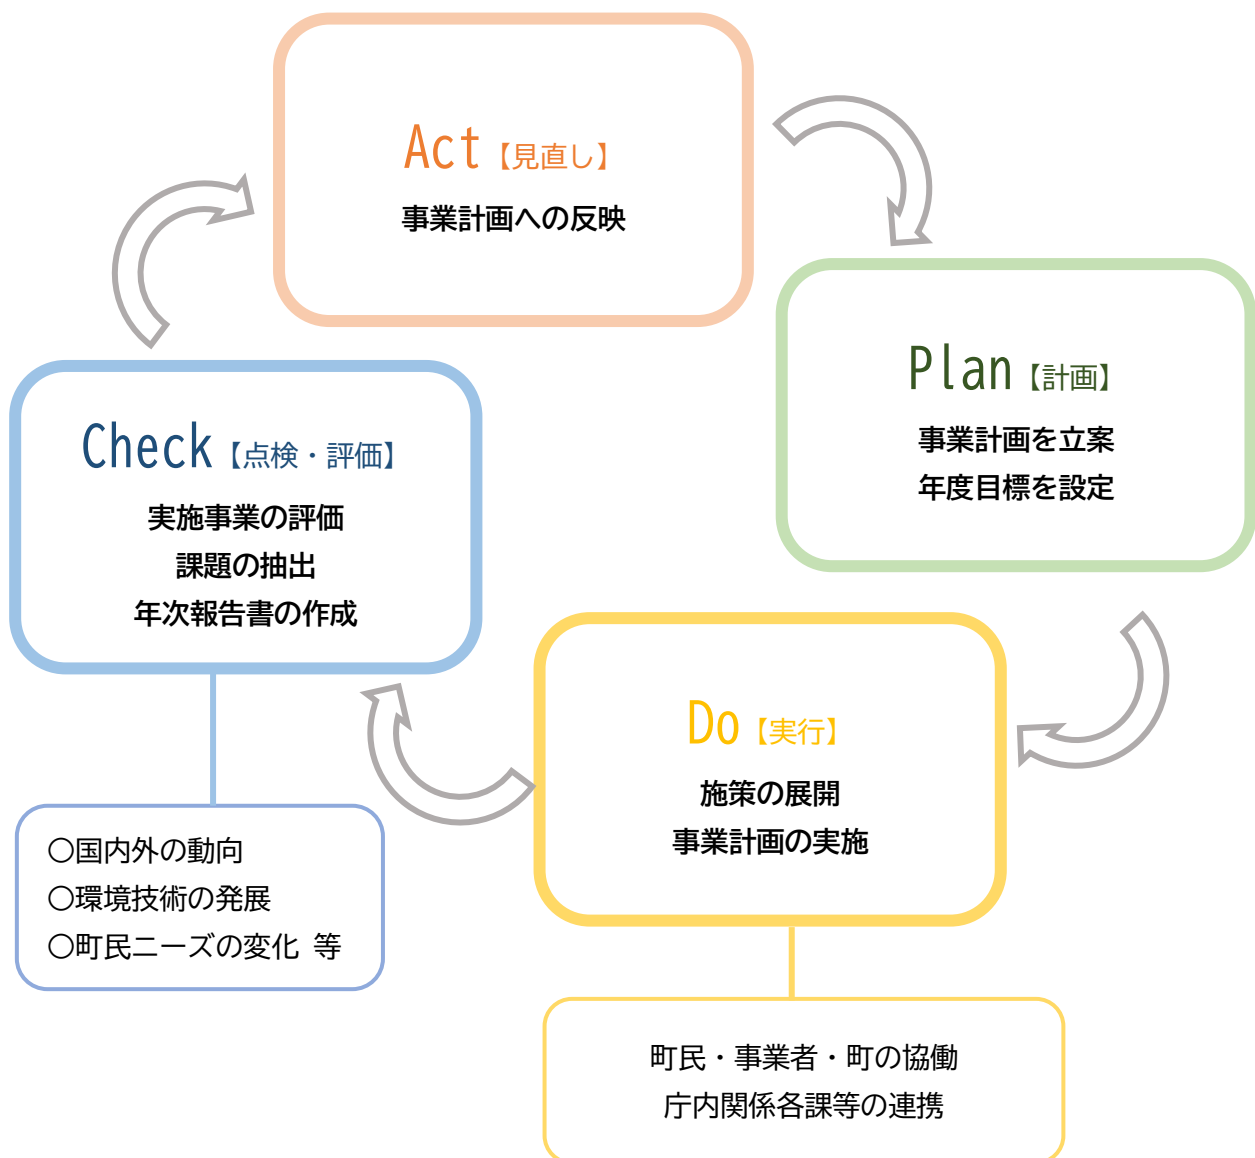 Act【見直し】
事業計画への反映
Plan【計画】
事業計画を立案
年度目標を設定
Check【点検・評価】
実施事業の評価
課題の抽出
年次報告書の作成
Do【実行】
施策の展開
事業計画の実施
○国内外の動向
○環境技術の発展
○町民ニーズの変化 等
町民・事業者・町の協働
庁内関係各課等の連携